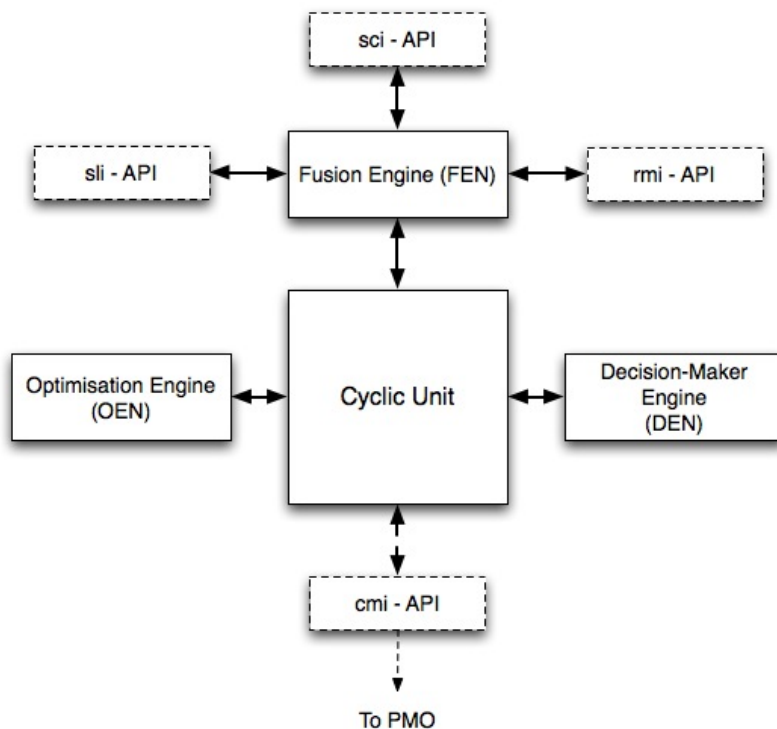 sci - API
sli - API
Fusion Engine (FEN)
rmi - API
Optimisation Engine
(OEN)
Cyclic Unit
Decision-Maker
Engine
(DEN)
cmi - API
To PMO